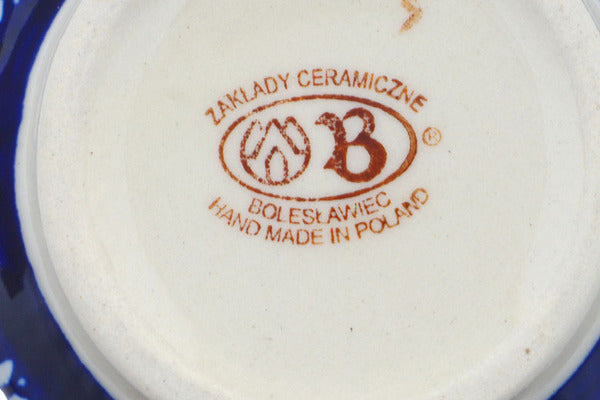 ZAKŁADY CERAMICZNE
B ®
BOLESŁAWIEC
HAND MADE IN POLAND